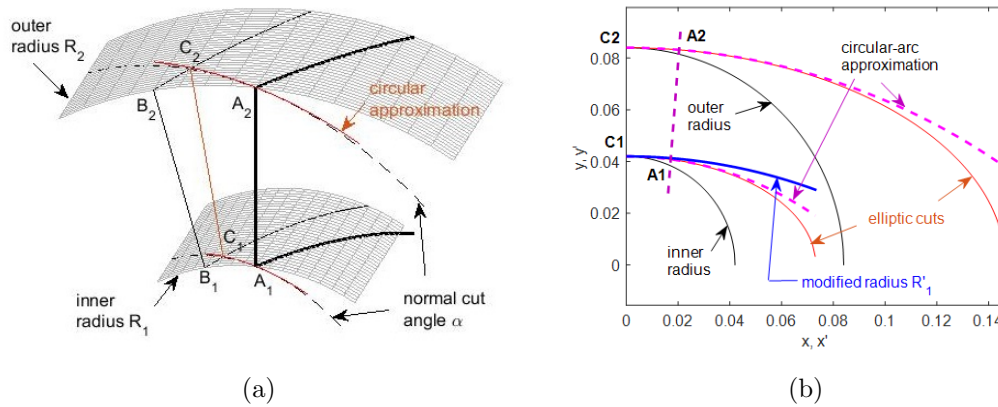 outer
radius R2
C2
B2
A2
circular
approximation
C1
B1
A1
inner
radius R1
normal cut
angle α
(a)
C2
A2
circular-arc
approximation
outer
radius
C1
A1
elliptic cuts
inner
radius
modified radius R'1
y, y'
0.08
0.06
0.04
0.02
0
0
0.02
0.04
0.06
0.08
0.1
0.12
0.14
x, x'
(b)